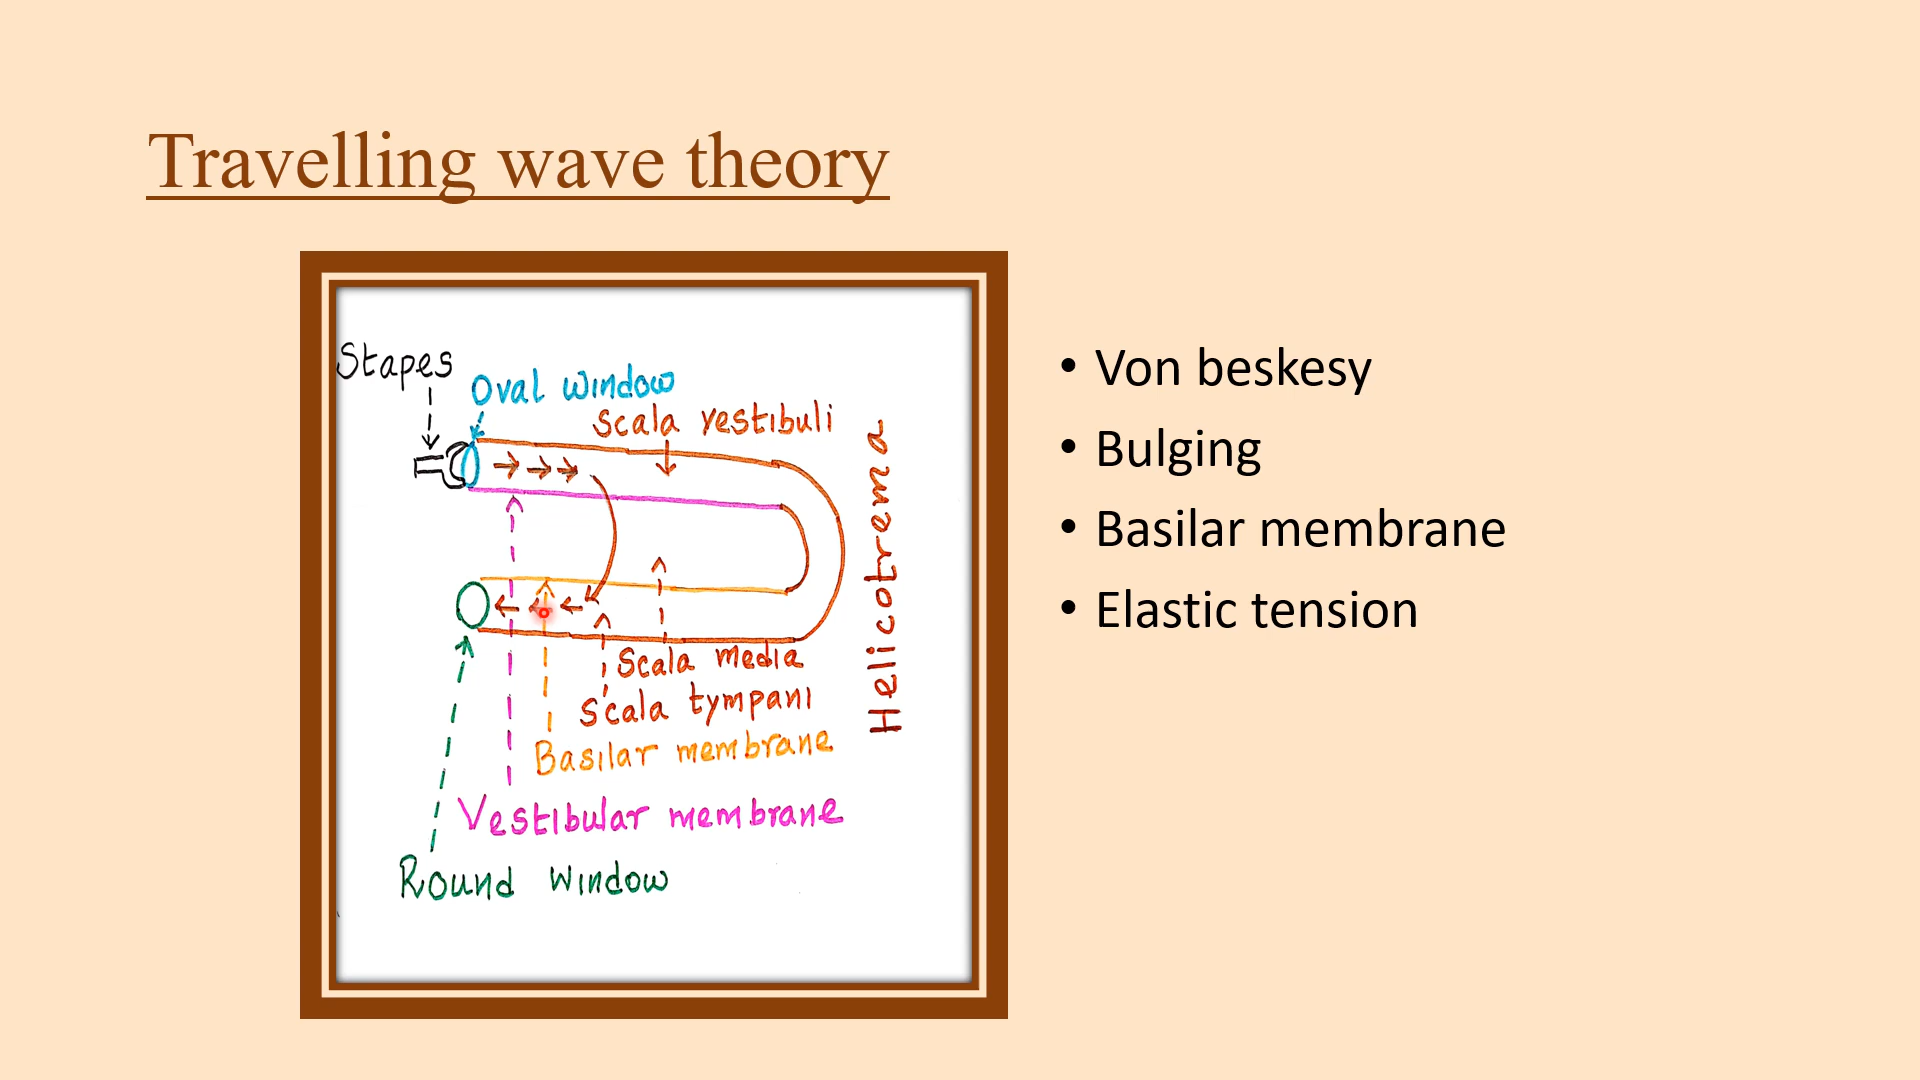 Travelling wave theory
Stapes
Oval window
Scala vestibuli
Helicotrema
Scala media
Scala tympani
Basilar membrane
Vestibular membrane
Round window
• Von beskesy
• Bulging
• Basilar membrane
• Elastic tension